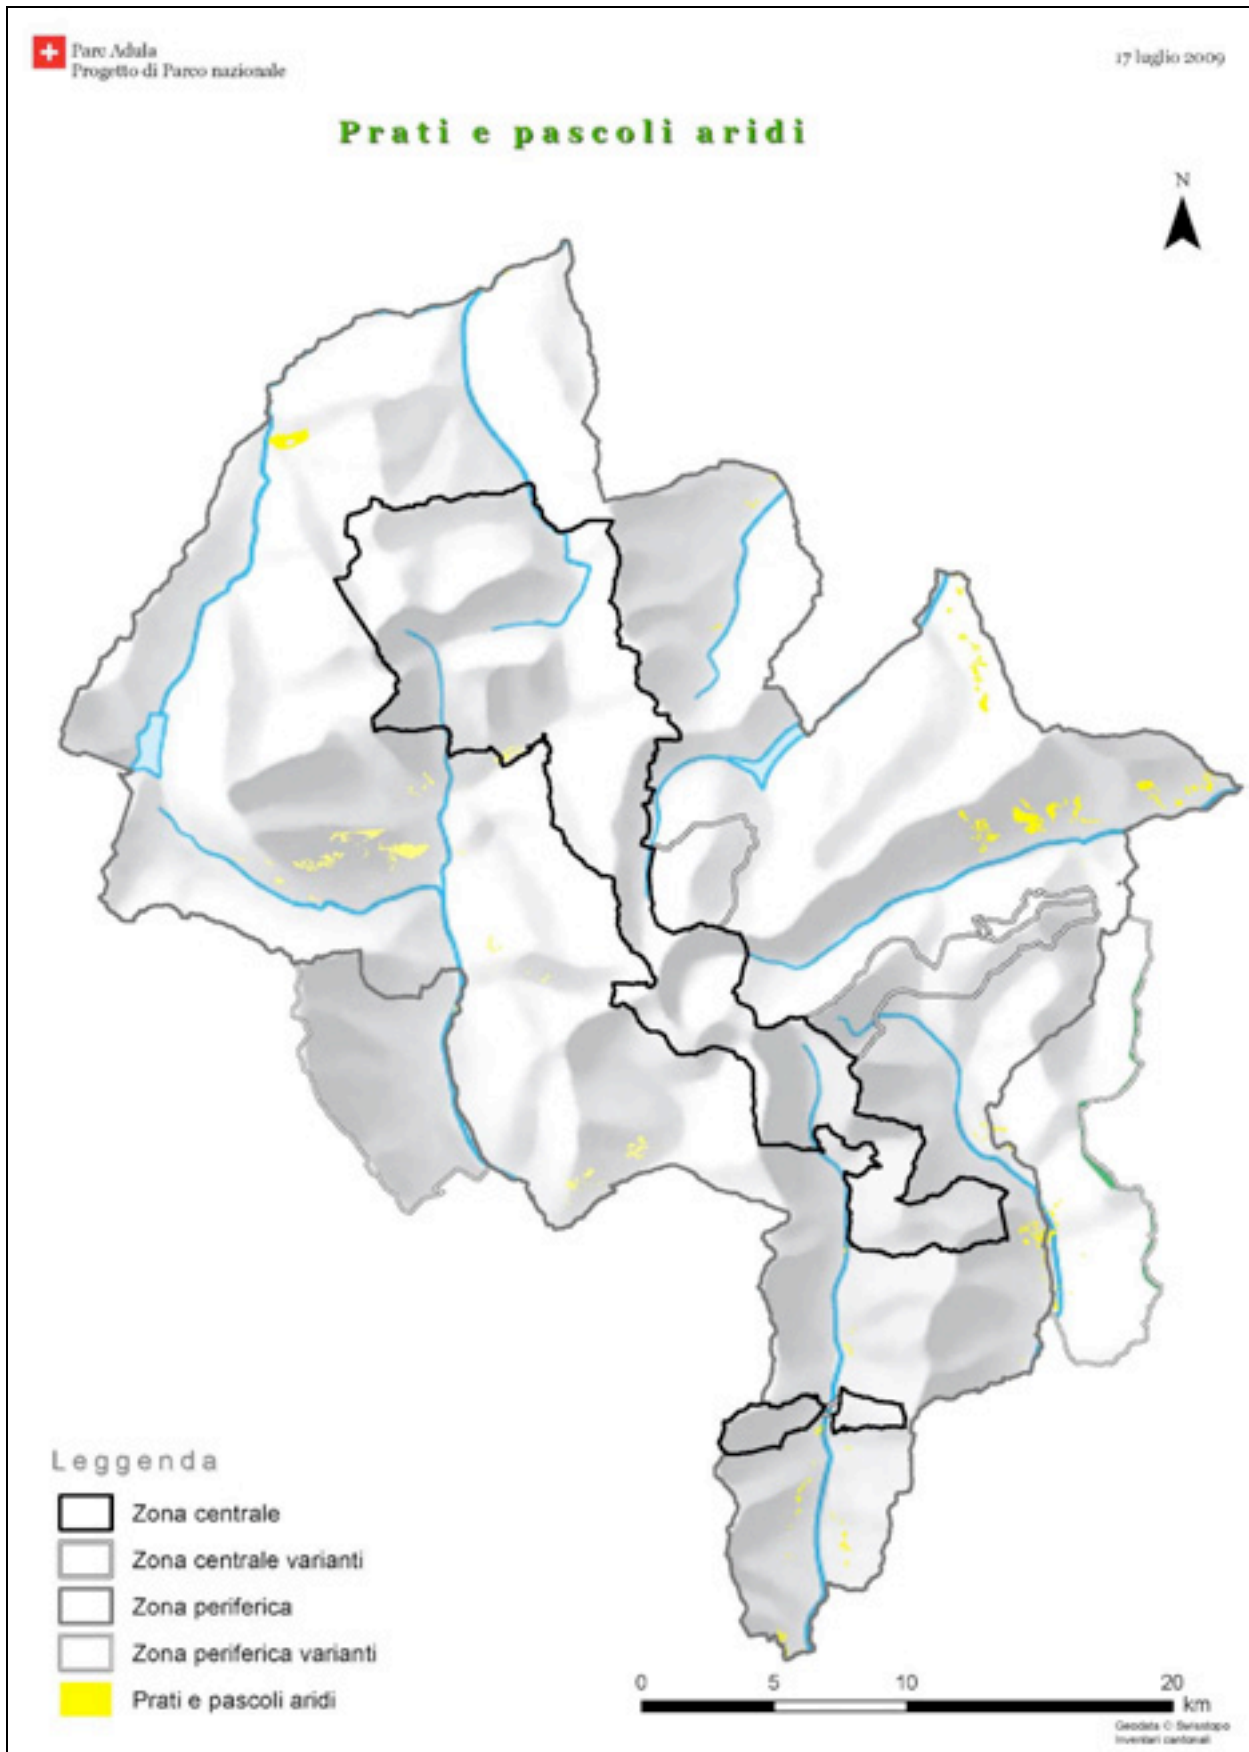 Parc Adula
Progetto di Parco nazionale
17 luglio 2009
Prati e pascoli aridi
N
Leggenda
Zona centrale
Zona centrale varianti
Zona periferica
Zona periferica varianti
Prati e pascoli aridi
0 5 10 20
km
Geodata © Swisstopo
Inventari cantonali